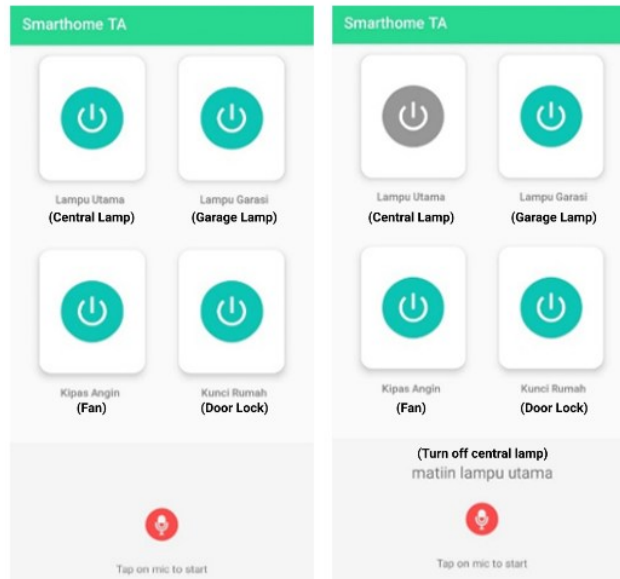 Smarthome TA
Lampu Utama
(Central Lamp)
Lampu Garasi
(Garage Lamp)
Kipas Angin
(Fan)
Kunci Rumah
(Door Lock)
Tap on mic to start
Smarthome TA
Lampu Utama
(Central Lamp)
Lampu Garasi
(Garage Lamp)
Kipas Angin
(Fan)
Kunci Rumah
(Door Lock)
(Turn off central lamp)
matiin lampu utama
Tap on mic to start